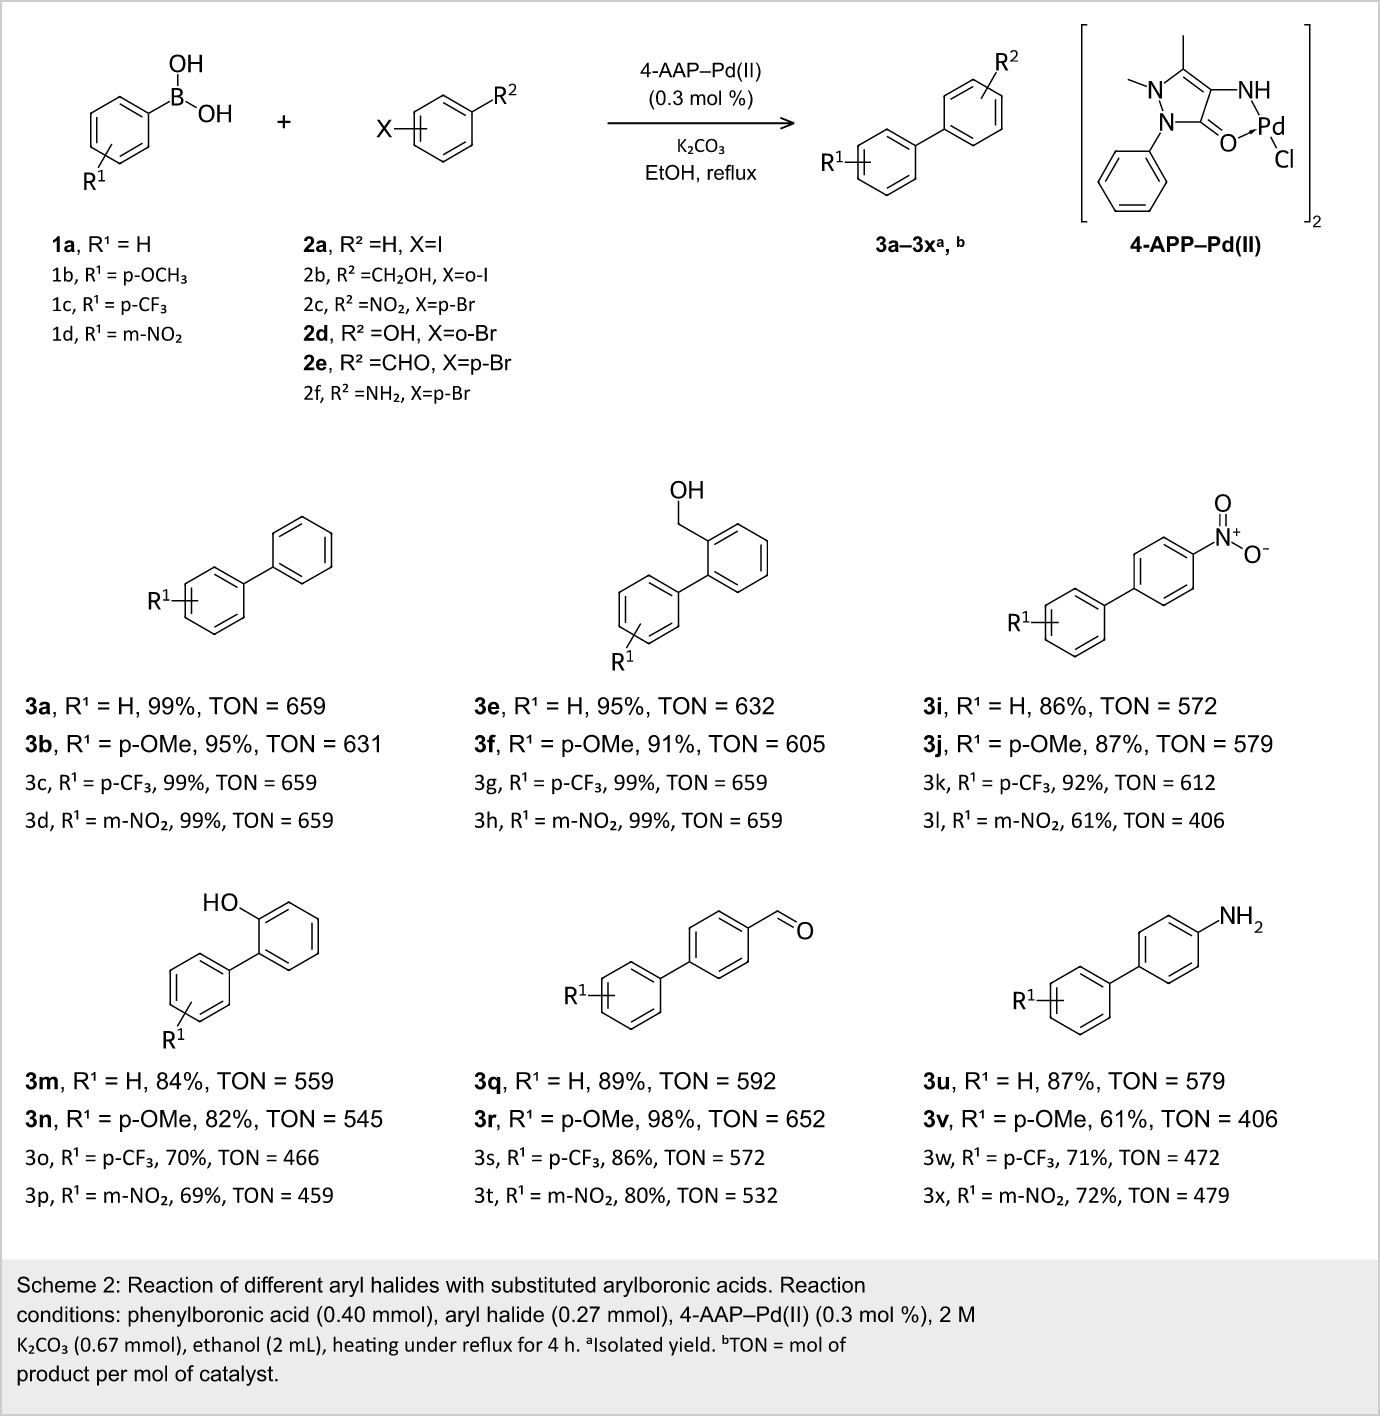 OH
B
OH
R¹
+
X
R²
4-AAP–Pd(II)
(0.3 mol %)
K₂CO₃
EtOH, reflux
R²
R¹
N
N
NH
O
Pd
Cl
2
1a, R¹ = H
1b, R¹ = p-OCH₃
1c, R¹ = p-CF₃
1d, R¹ = m-NO₂
2a, R² =H, X=I
2b, R² =CH₂OH, X=o-I
2c, R² =NO₂, X=p-Br
2d, R² =OH, X=o-Br
2e, R² =CHO, X=p-Br
2f, R² =NH₂, X=p-Br
3a–3xᵃ, ᵇ
4-APP–Pd(II)
R¹
OH
R¹
O
N⁺
O⁻
R¹
3a, R¹ = H, 99%, TON = 659
3b, R¹ = p-OMe, 95%, TON = 631
3c, R¹ = p-CF₃, 99%, TON = 659
3d, R¹ = m-NO₂, 99%, TON = 659
3e, R¹ = H, 95%, TON = 632
3f, R¹ = p-OMe, 91%, TON = 605
3g, R¹ = p-CF₃, 99%, TON = 659
3h, R¹ = m-NO₂, 99%, TON = 659
3i, R¹ = H, 86%, TON = 572
3j, R¹ = p-OMe, 87%, TON = 579
3k, R¹ = p-CF₃, 92%, TON = 612
3l, R¹ = m-NO₂, 61%, TON = 406
HO
R¹
O
R¹
NH₂
R¹
3m, R¹ = H, 84%, TON = 559
3n, R¹ = p-OMe, 82%, TON = 545
3o, R¹ = p-CF₃, 70%, TON = 466
3p, R¹ = m-NO₂, 69%, TON = 459
3q, R¹ = H, 89%, TON = 592
3r, R¹ = p-OMe, 98%, TON = 652
3s, R¹ = p-CF₃, 86%, TON = 572
3t, R¹ = m-NO₂, 80%, TON = 532
3u, R¹ = H, 87%, TON = 579
3v, R¹ = p-OMe, 61%, TON = 406
3w, R¹ = p-CF₃, 71%, TON = 472
3x, R¹ = m-NO₂, 72%, TON = 479
Scheme 2: Reaction of different aryl halides with substituted arylboronic acids. Reaction
conditions: phenylboronic acid (0.40 mmol), aryl halide (0.27 mmol), 4-AAP–Pd(II) (0.3 mol %), 2 M
K₂CO₃ (0.67 mmol), ethanol (2 mL), heating under reflux for 4 h. ᵃIsolated yield. ᵇTON = mol of
product per mol of catalyst.